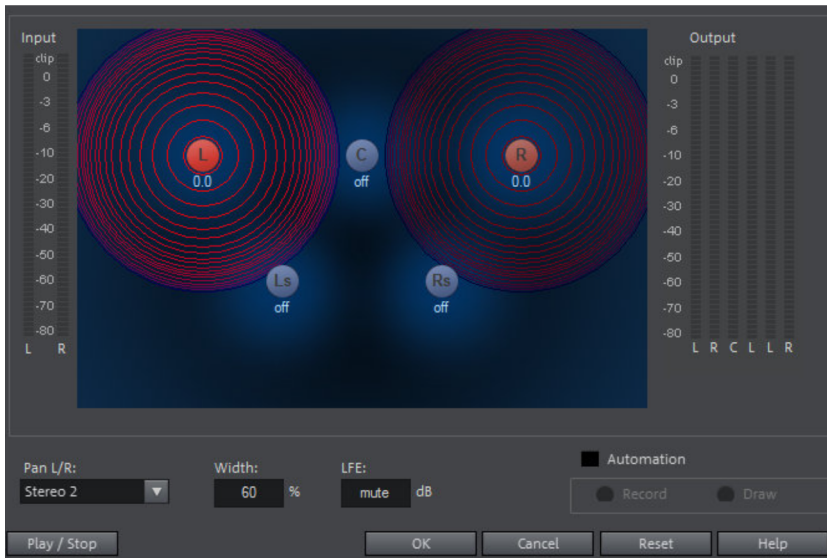 Input
Output
clip
0
-3
-6
-10
-20
-30
-40
-50
-60
-70
-80
L R
L
0.0
C
off
R
0.0
Ls
off
Rs
off
clip
0
-3
-6
-10
-20
-30
-40
-50
-60
-70
-80
L R C L L R
Pan L/R:
Stereo 2
Width:
60 %
LFE:
mute dB
Automation
Record Draw
Play / Stop
OK
Cancel
Reset
Help